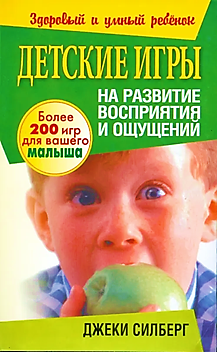 Здоровый и умный ребёнок
ДЕТСКИЕ ИГРЫ
НА РАЗВИТИЕ
ВОСПРИЯТИЯ
И ОЩУЩЕНИЙ
Более
200 игр
для вашего
малыша
ДЖЕКИ СИЛБЕРГ